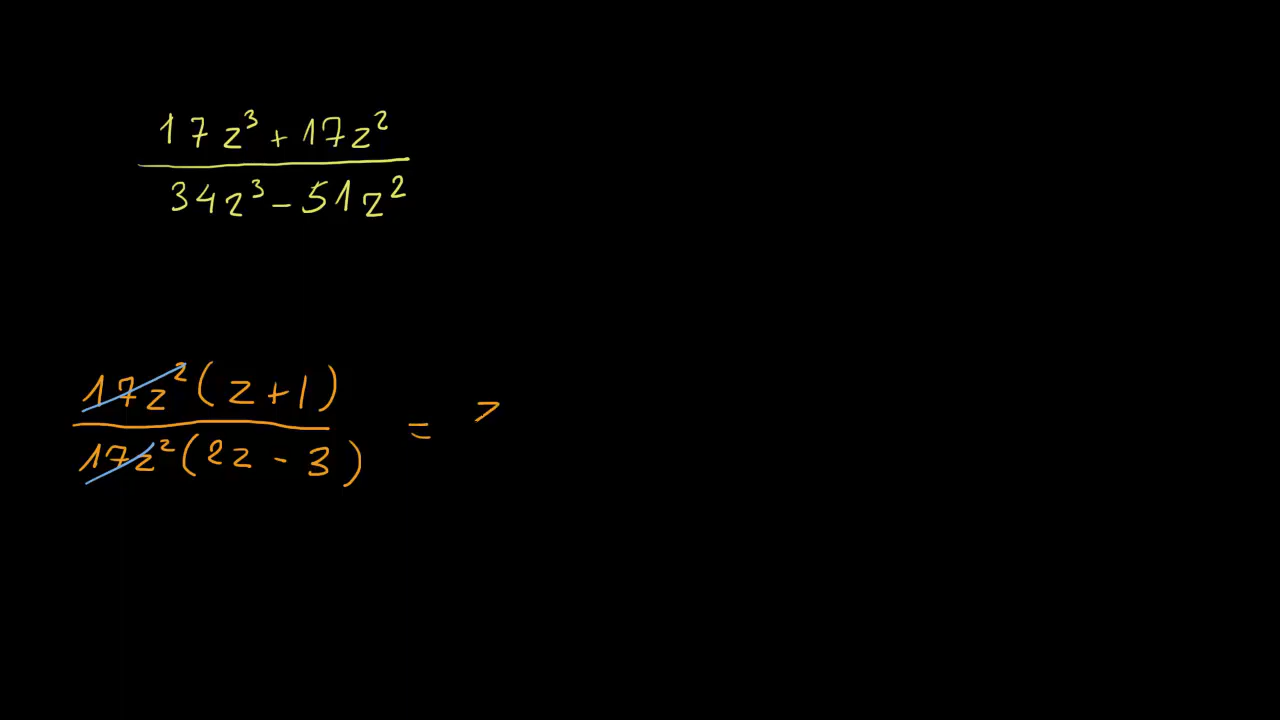 17z³ + 17z²
34z³ - 51z²
17z² (z + 1)
17z² (2z - 3)
=